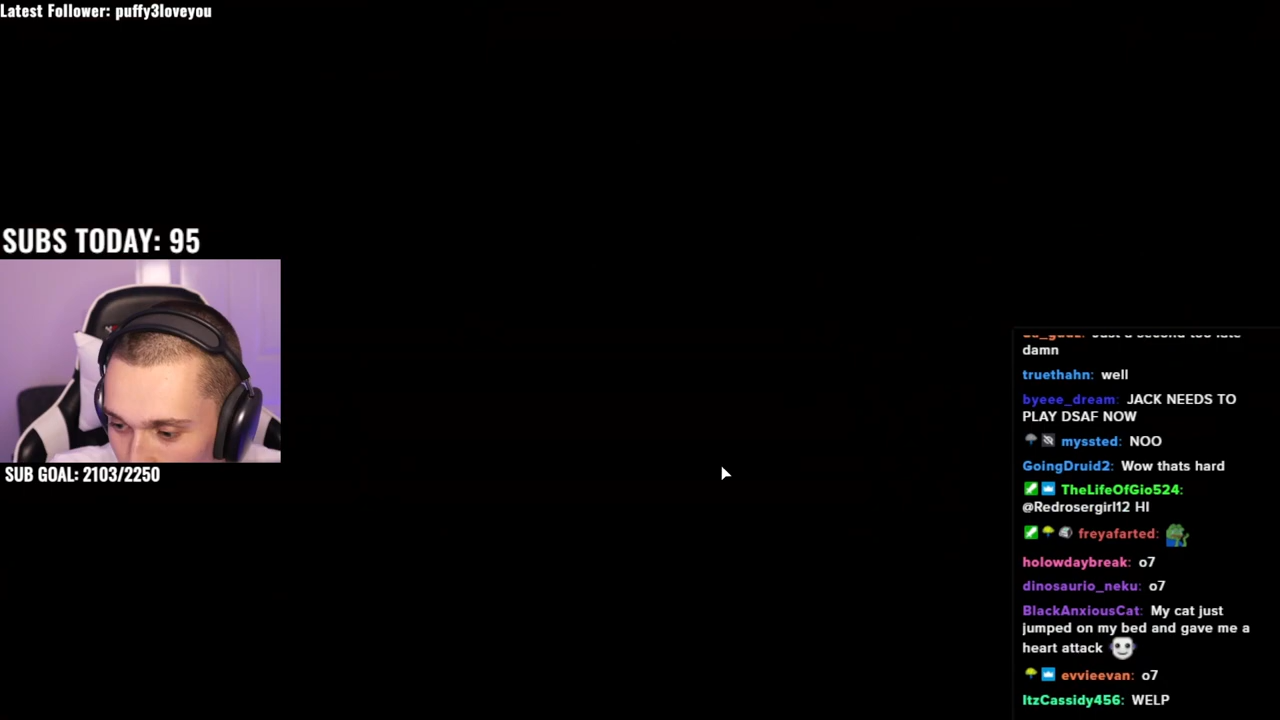 Latest Follower: puffy3loveyou
SUBS TODAY: 95
SUB GOAL: 2103/2250
damn
truethahn: well
byeee_dream: JACK NEEDS TO
PLAY DSAF NOW
myssted: NOO
GoingDruid2: Wow thats hard
TheLifeOfGio524:
@Redrosergirl12 HI
freyafarted:
holowdaybreak: o7
dinosaurio_neku: o7
BlackAnxiousCat: My cat just
jumped on my bed and gave me a
heart attack
evvieevan: o7
ItzCassidy456: WELP